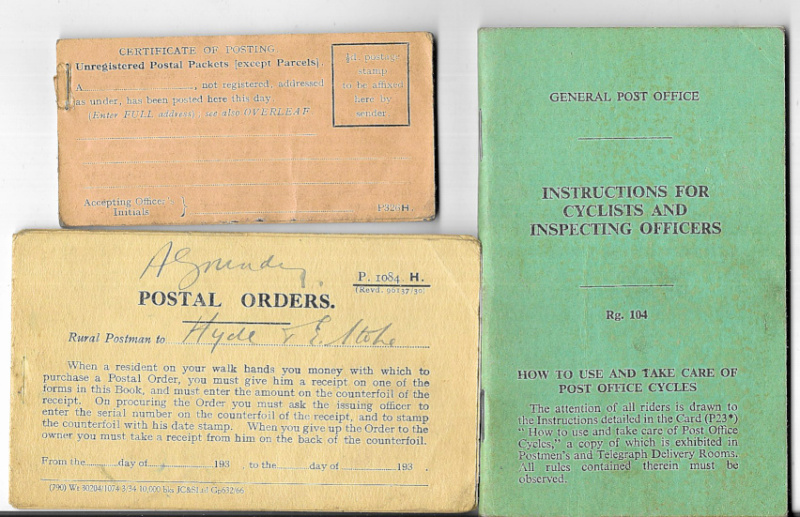 CERTIFICATE OF POSTING.
Unregistered Postal Packets [except Parcels].
A, not registered, addressed
as under, has been posted here this day
(Enter FULL address), see also OVERLEAF.
½d. postage
stamp
to be affixed
here by
sender
Accepting Officer's
Initials
P326H.
POSTAL ORDERS.
P. 1084. H.
Rural Postman to Hyde & E. Stoke
When a resident on your walk hands you money with which to
purchase a Postal Order, you must give him a receipt on one of the
forms in this Book, and must enter the amount on the counterfoil of the
receipt. On procuring the Order you must ask the issuing officer to
enter the serial number on the counterfoil of the receipt, and to stamp
the counterfoil with his date stamp. When you give up the Order to the
owner you must take a receipt from him on the back of the counterfoil.
From the day of 193 , to the day of 193 .
GENERAL POST OFFICE
INSTRUCTIONS FOR
CYCLISTS AND
INSPECTING OFFICERS
Rg. 104
HOW TO USE AND TAKE CARE OF
POST OFFICE CYCLES
The attention of all riders is drawn to
the Instructions detailed in the Card (P23*)
" How to use and take care of Post Office
Cycles," a copy of which is exhibited in
Postmen's and Telegraph Delivery Rooms.
All rules contained therein must be
observed.